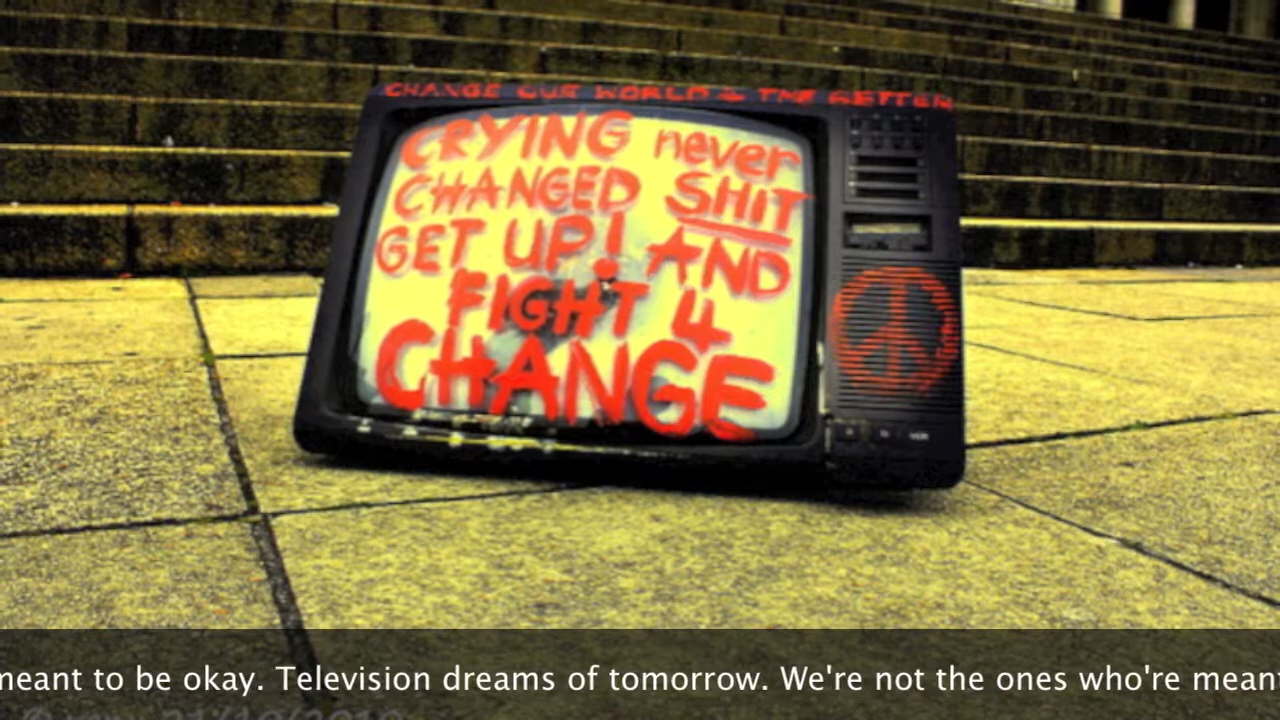 CHANGE OUR WORLD 4 THE BETTER
CRYING never
CHANGED SHIT
GET UP! AND
FIGHT 4
CHANGE
VCR
meant to be okay. Television dreams of tomorrow. We're not the ones who're meant